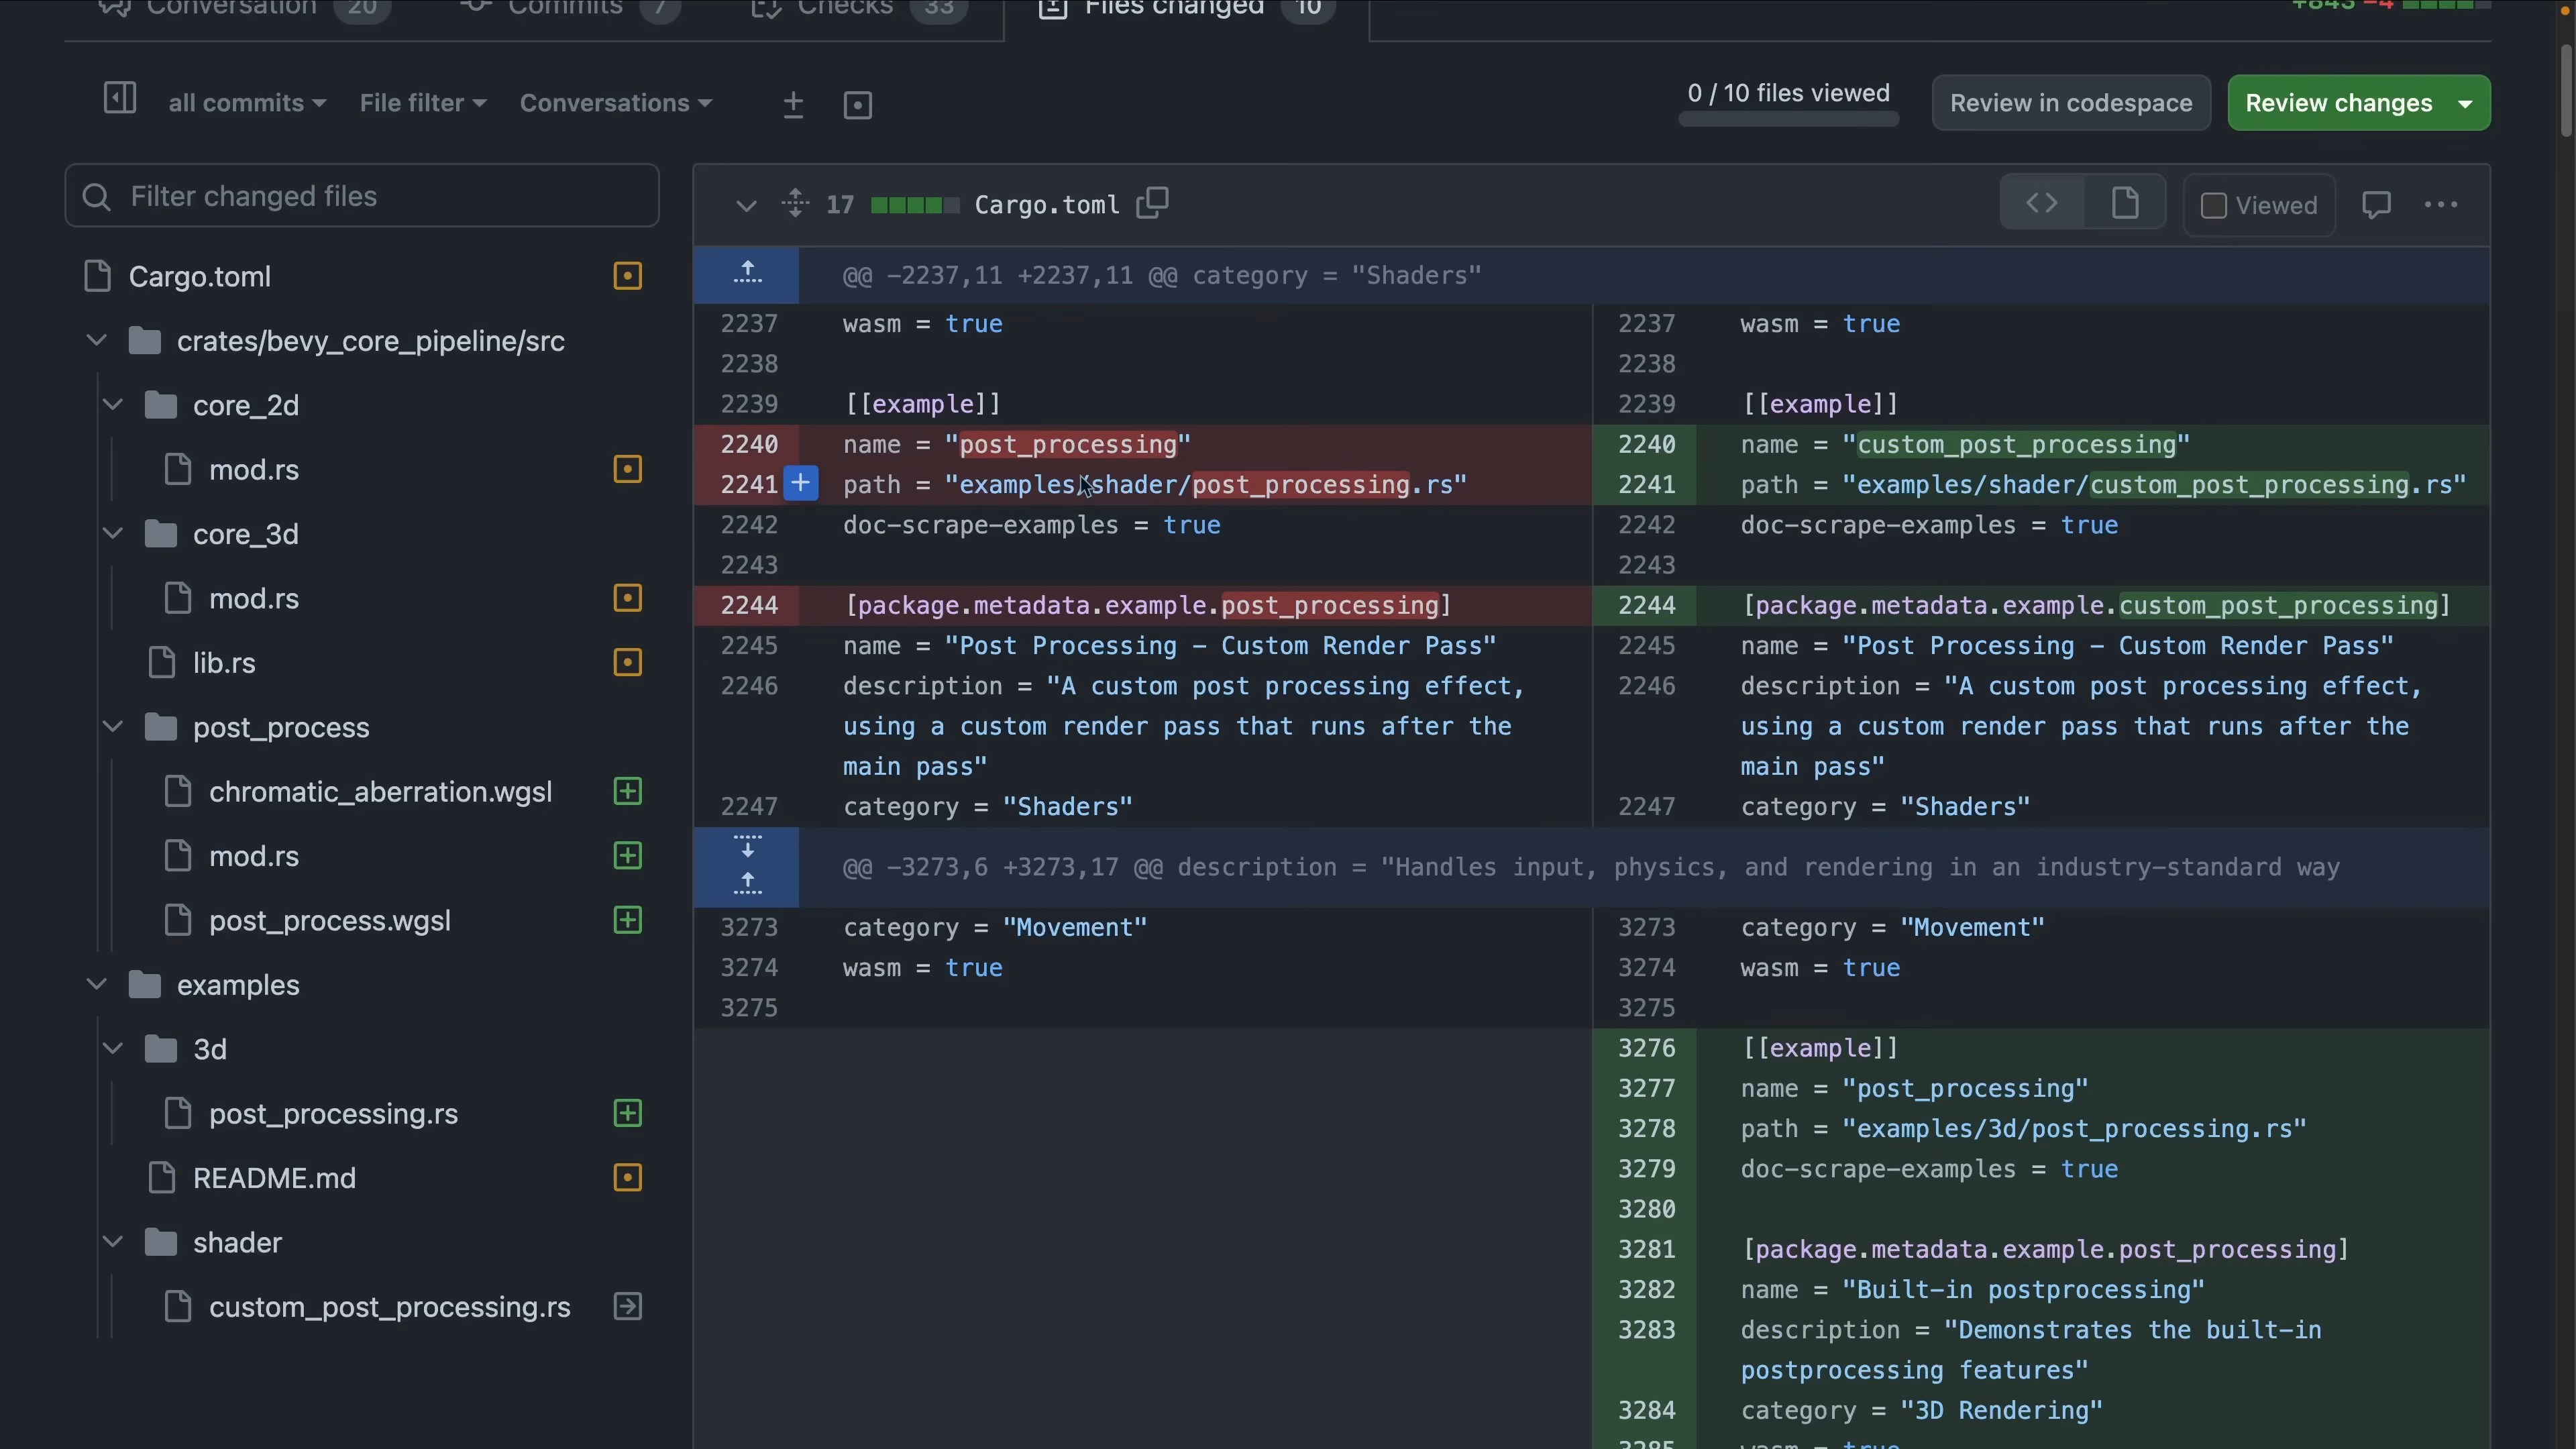 Conversation 20
Commits 7
Checks 33
Files changed 10
+843 −4
all commits
File filter
Conversations
0 / 10 files viewed
Review in codespace
Review changes
Filter changed files
Cargo.toml
crates/bevy_core_pipeline/src
core_2d
mod.rs
core_3d
mod.rs
lib.rs
post_process
chromatic_aberration.wgsl
mod.rs
post_process.wgsl
examples
3d
post_processing.rs
README.md
shader
custom_post_processing.rs
17 Cargo.toml
Viewed
@@ −2237,11 +2237,11 @@ category = "Shaders"
2237 wasm = true
2238
2239 [[example]]
2240 name = "post_processing"
2241 path = "examples/shader/post_processing.rs"
2242 doc-scrape-examples = true
2243
2244 [package.metadata.example.post_processing]
2245 name = "Post Processing – Custom Render Pass"
2246 description = "A custom post processing effect,
using a custom render pass that runs after the
main pass"
2247 category = "Shaders"
2237 wasm = true
2238
2239 [[example]]
2240 name = "custom_post_processing"
2241 path = "examples/shader/custom_post_processing.rs"
2242 doc-scrape-examples = true
2243
2244 [package.metadata.example.custom_post_processing]
2245 name = "Post Processing – Custom Render Pass"
2246 description = "A custom post processing effect,
using a custom render pass that runs after the
main pass"
2247 category = "Shaders"
@@ −3273,6 +3273,17 @@ description = "Handles input, physics, and rendering in an industry-standard way
3273 category = "Movement"
3274 wasm = true
3275
3273 category = "Movement"
3274 wasm = true
3275
3276 [[example]]
3277 name = "post_processing"
3278 path = "examples/3d/post_processing.rs"
3279 doc-scrape-examples = true
3280
3281 [package.metadata.example.post_processing]
3282 name = "Built-in postprocessing"
3283 description = "Demonstrates the built-in
postprocessing features"
3284 category = "3D Rendering"
3285 wasm = true